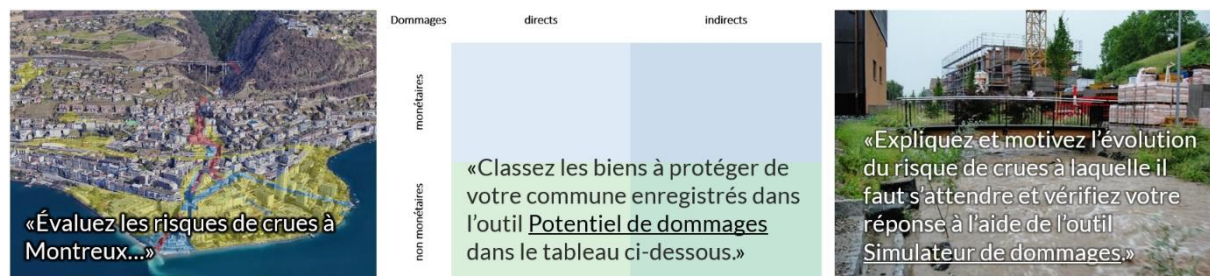 «Évaluez les risques de crues à
Montreux...»
Dommages
directs
indirects
monétaires
non monétaires
«Classez les biens à protéger de
votre commune enregistrés dans
l’outil Potentiel de dommages
dans le tableau ci-dessous.»
«Expliquez et motivez l’évolution
du risque de crues à laquelle il
faut s’attendre et vérifiez votre
réponse à l’aide de l’outil
Simulateur de dommages.»